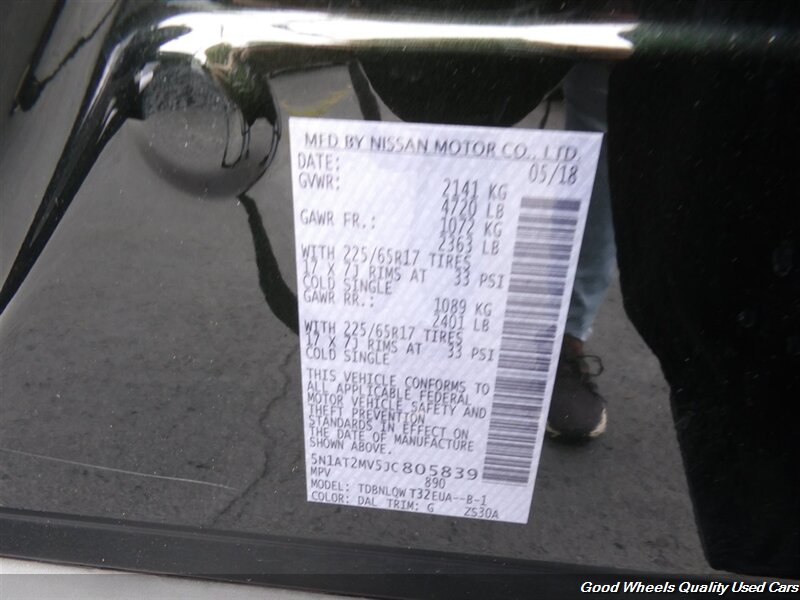 MFD BY NISSAN MOTOR CO., LTD.
DATE: 05/18
GVWR: 2141 KG
4720 LB
GAWR FR.: 1072 KG
2363 LB
WITH 225/65R17 TIRES
17 X 7J RIMS AT 33 PSI
COLD SINGLE
GAWR RR.: 1089 KG
2401 LB
WITH 225/65R17 TIRES
17 X 7J RIMS AT 33 PSI
COLD SINGLE
THIS VEHICLE CONFORMS TO
ALL APPLICABLE FEDERAL
MOTOR VEHICLE SAFETY AND
THEFT PREVENTION
STANDARDS IN EFFECT ON
THE DATE OF MANUFACTURE
SHOWN ABOVE.
5N1AT2MV5JC805839
MPV 890
MODEL: TDBNLQW T32EUA--B-1
COLOR: DAL TRIM: G ZS30A
Good Wheels Quality Used Cars